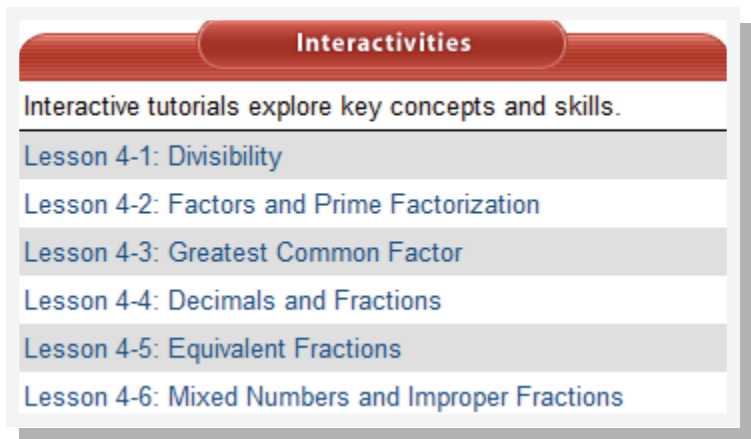 Interactivities
Interactive tutorials explore key concepts and skills.
Lesson 4-1: Divisibility
Lesson 4-2: Factors and Prime Factorization
Lesson 4-3: Greatest Common Factor
Lesson 4-4: Decimals and Fractions
Lesson 4-5: Equivalent Fractions
Lesson 4-6: Mixed Numbers and Improper Fractions